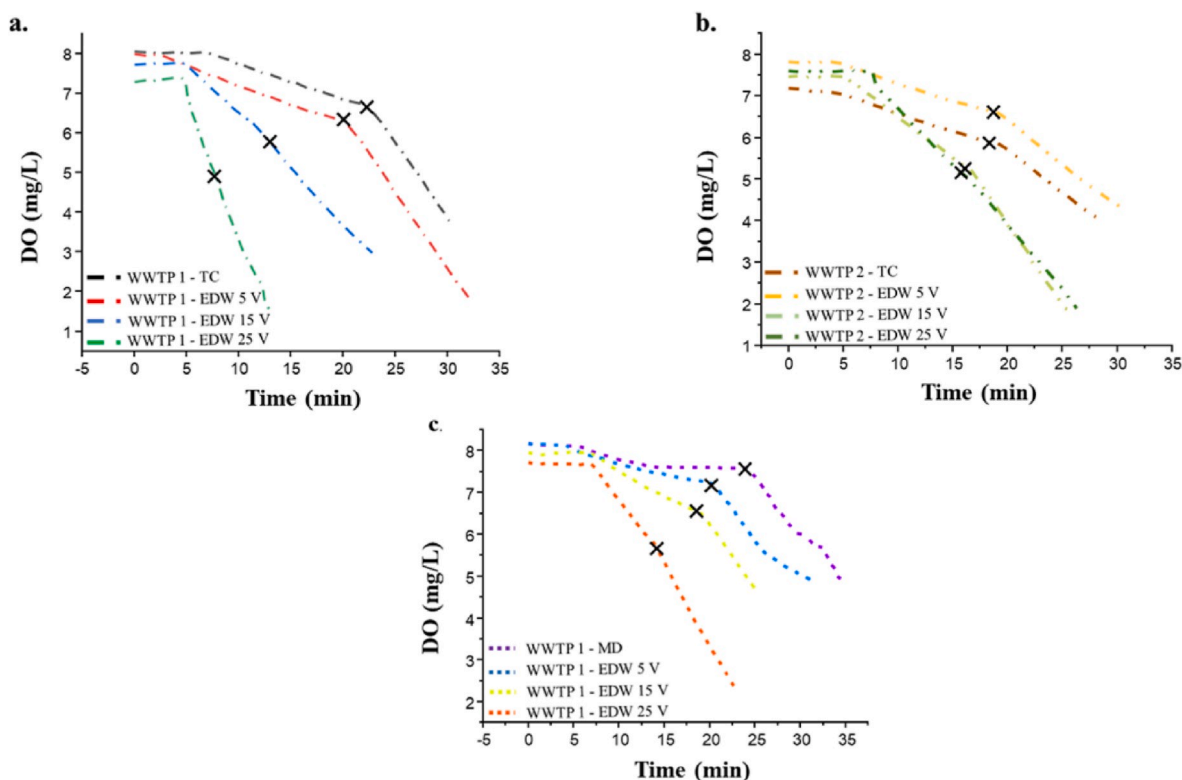 a.
8
7
6
5
4
3
2
1
DO (mg/L)
WWTP 1 - TC
WWTP 1 - EDW 5 V
WWTP 1 - EDW 15 V
WWTP 1 - EDW 25 V
-5 0 5 10 15 20 25 30 35
Time (min)
b.
8
7
6
5
4
3
2
1
DO (mg/L)
WWTP 2 - TC
WWTP 2 - EDW 5 V
WWTP 2 - EDW 15 V
WWTP 2 - EDW 25 V
0 5 10 15 20 25 30 35
Time (min)
c.
8
7
6
5
4
3
2
DO (mg/L)
WWTP 1 - MD
WWTP 1 - EDW 5 V
WWTP 1 - EDW 15 V
WWTP 1 - EDW 25 V
-5 0 5 10 15 20 25 30 35
Time (min)